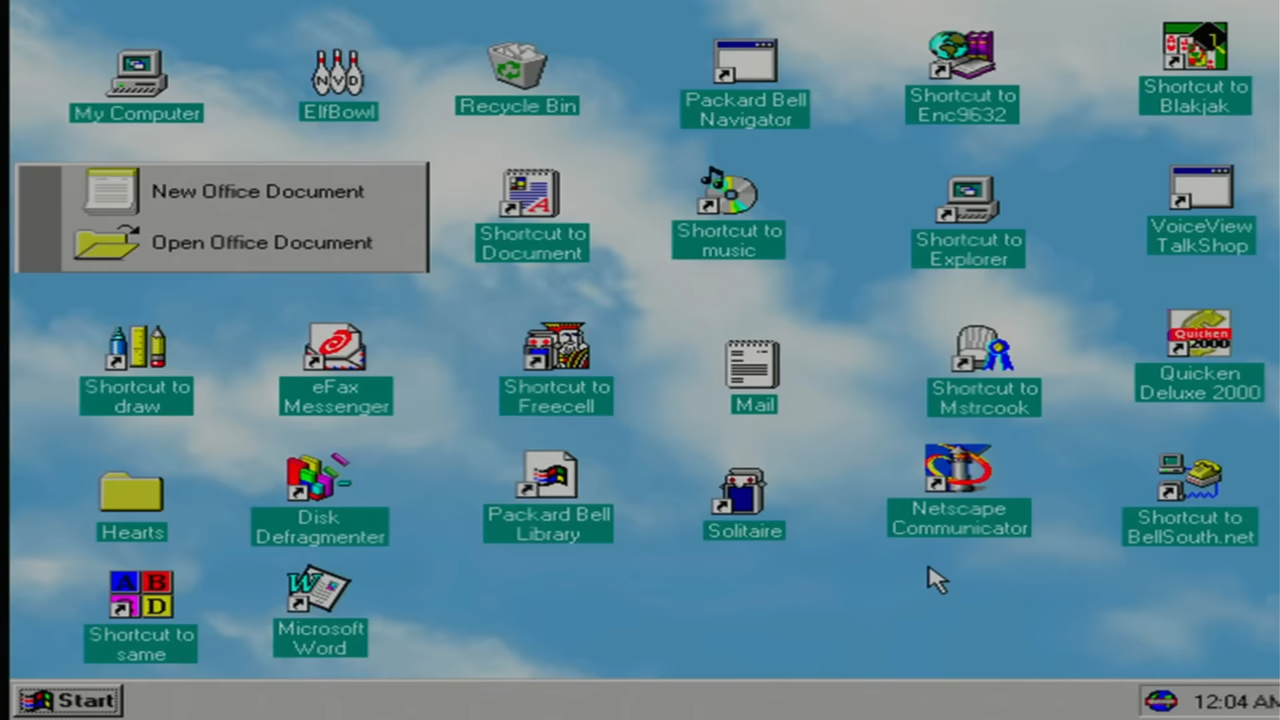 My Computer
NVD
ElfBowl
Recycle Bin
Packard Bell
Navigator
Shortcut to
Enc9632
Shortcut to
Blakjak
New Office Document
Open Office Document
A
Shortcut to
Document
Shortcut to
music
Shortcut to
Explorer
VoiceView
TalkShop
Shortcut to
draw
eFax
Messenger
Shortcut to
Freecell
Mail
Shortcut to
Mstrcook
Quicken
2000
Quicken
Deluxe 2000
Hearts
Disk
Defragmenter
Packard Bell
Library
Solitaire
Netscape
Communicator
Shortcut to
BellSouth.net
A B
D
Shortcut to
same
W
Microsoft
Word
Start
12:04 AM